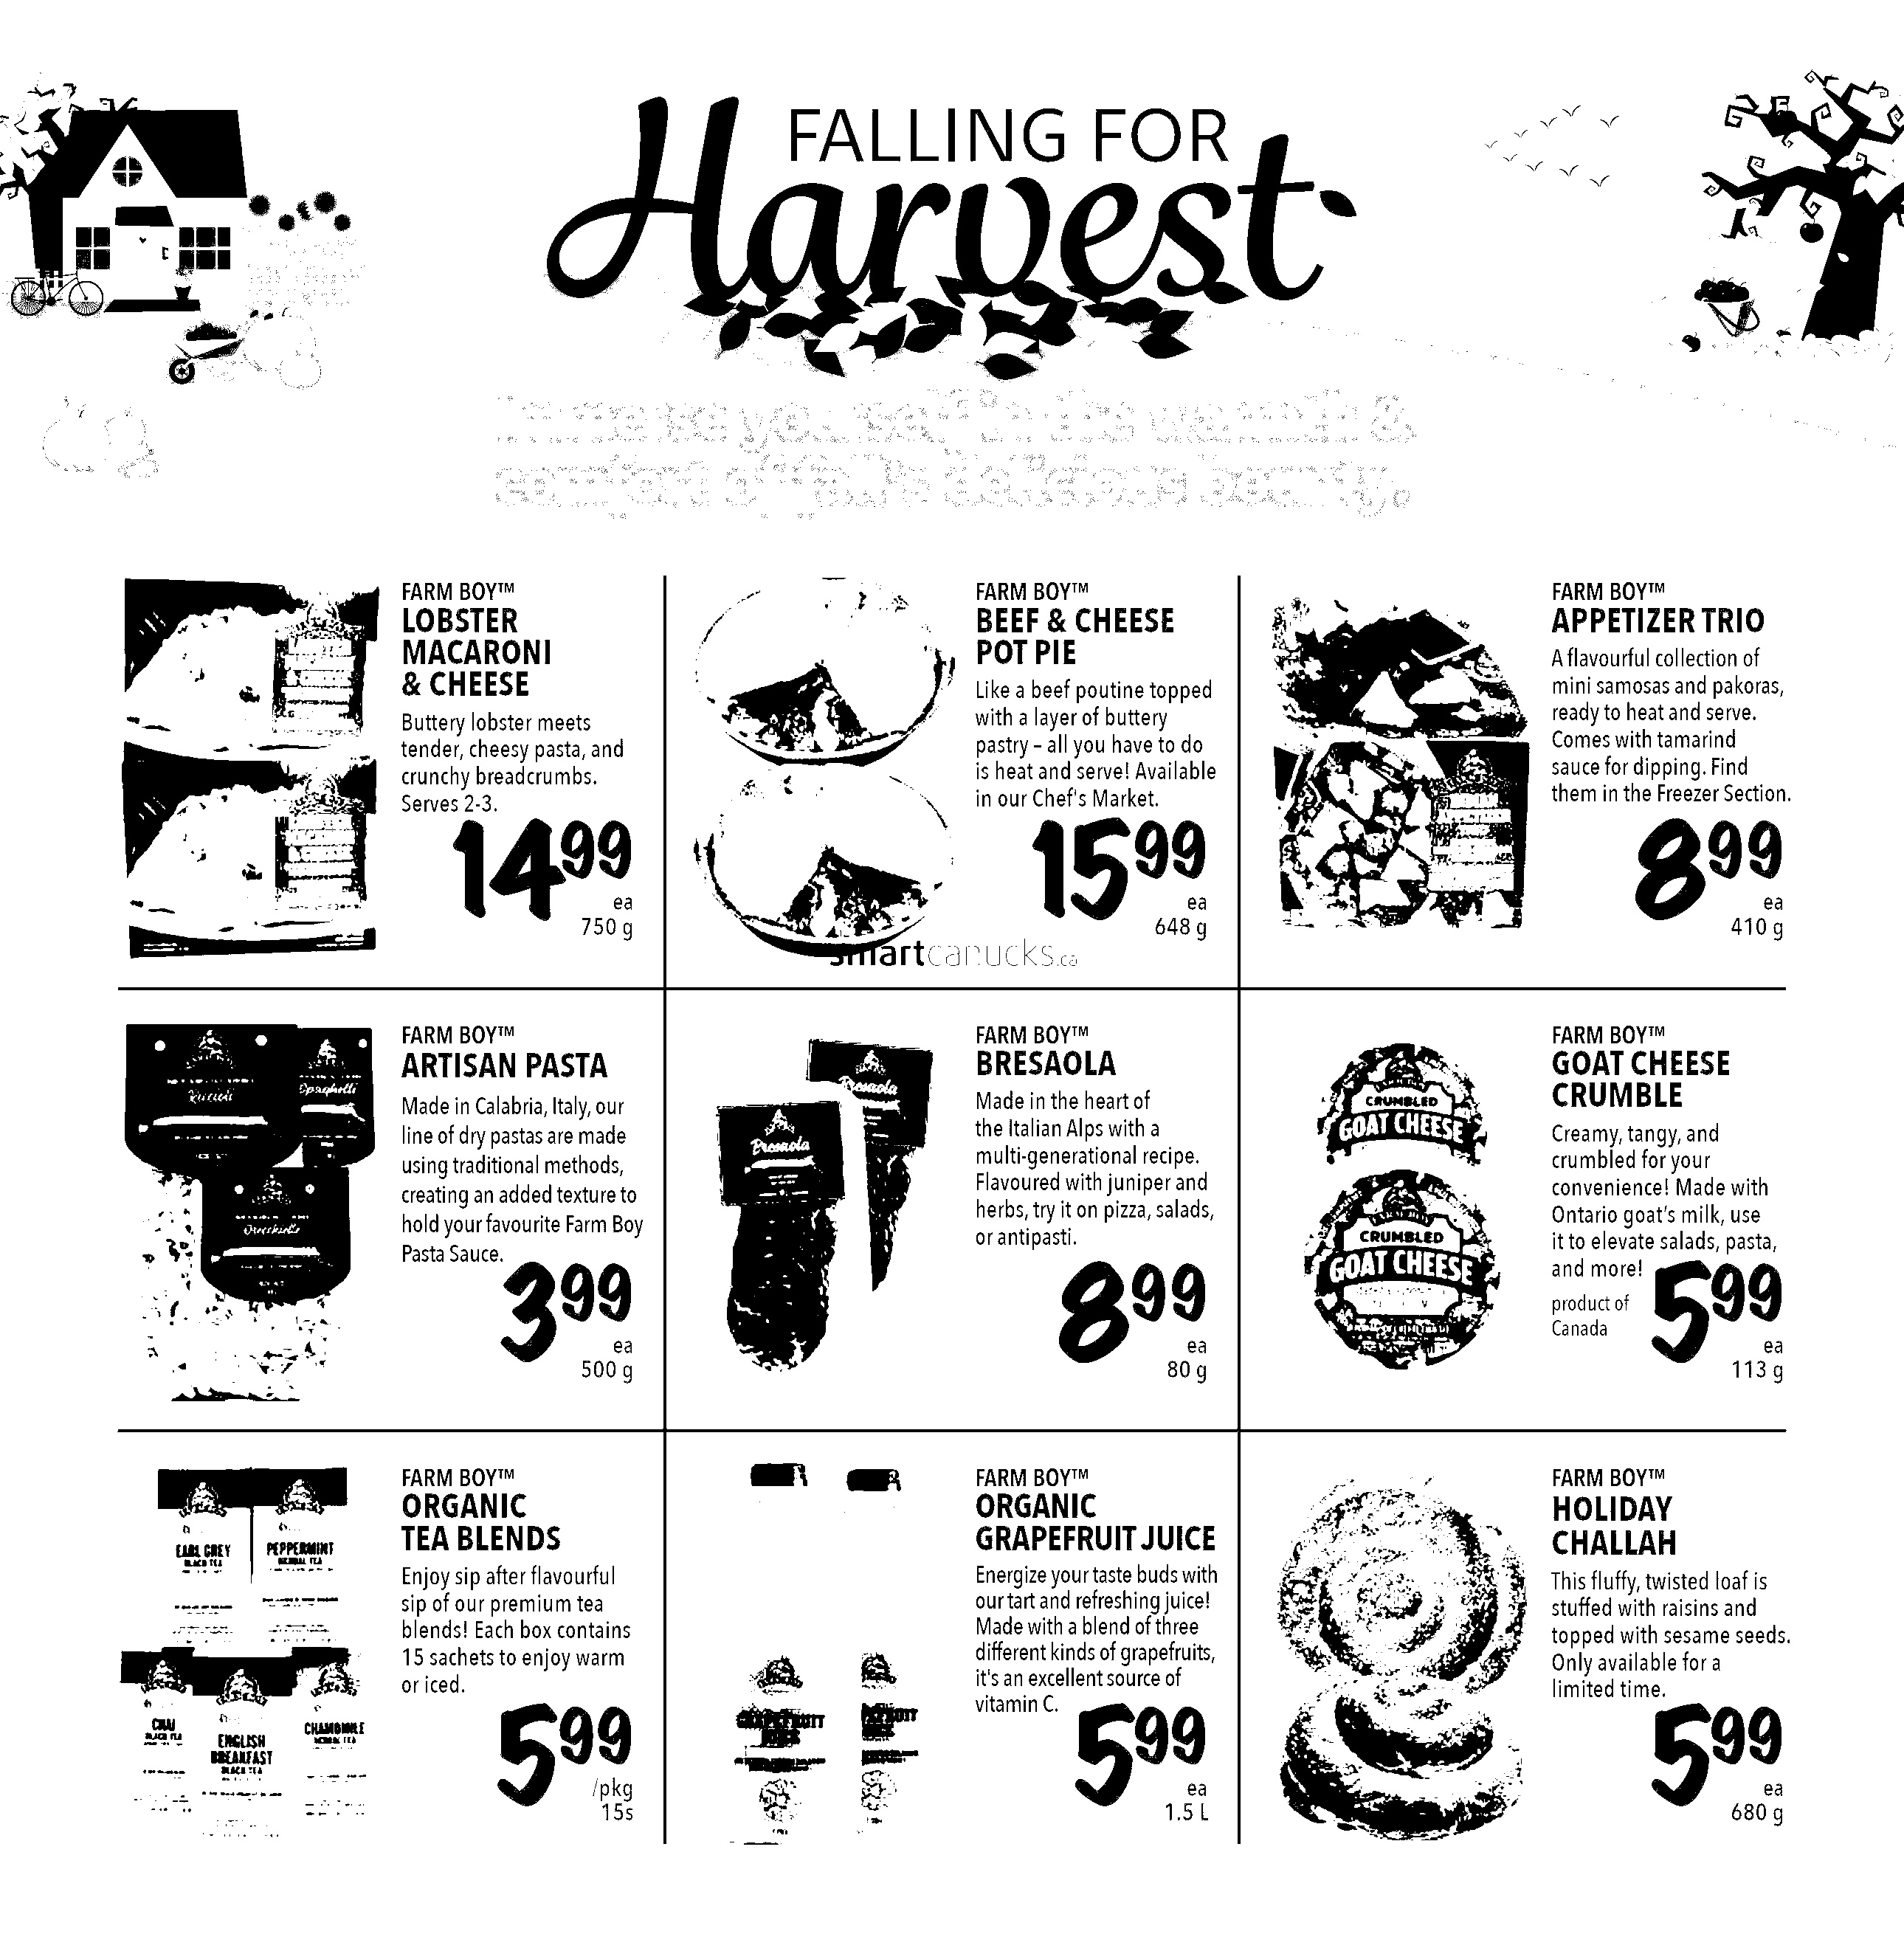 FALLING FOR
Harvest
Immerse yourself in the warmth &
comfort of fall's delicious bounty.
FARM BOY™
LOBSTER
MACARONI
& CHEESE
Buttery lobster meets
tender, cheesy pasta, and
crunchy breadcrumbs.
Serves 2-3.
14 99
ea
750 g
FARM BOY™
BEEF & CHEESE
POT PIE
Like a beef poutine topped
with a layer of buttery
pastry – all you have to do
is heat and serve! Available
in our Chef's Market.
15 99
ea
648 g
smartcanucks.ca
FARM BOY™
APPETIZER TRIO
A flavourful collection of
mini samosas and pakoras,
ready to heat and serve.
Comes with tamarind
sauce for dipping. Find
them in the Freezer Section.
8 99
ea
410 g
Spaghetti
FARM BOY™
ARTISAN PASTA
Made in Calabria, Italy, our
line of dry pastas are made
using traditional methods,
creating an added texture to
hold your favourite Farm Boy
Pasta Sauce.
3 99
ea
500 g
Bresaola
Bresaola
FARM BOY™
BRESAOLA
Made in the heart of
the Italian Alps with a
multi-generational recipe.
Flavoured with juniper and
herbs, try it on pizza, salads,
or antipasti.
8 99
ea
80 g
CRUMBLED
GOAT CHEESE
CRUMBLED
GOAT CHEESE
FARM BOY™
GOAT CHEESE
CRUMBLE
Creamy, tangy, and
crumbled for your
convenience! Made with
Ontario goat's milk, use
it to elevate salads, pasta,
and more!
product of
Canada
5 99
ea
113 g
EARL GREY
BLACK TEA
PEPPERMINT
HERBAL TEA
CHAI
BLACK TEA
ENGLISH
BREAKFAST
BLACK TEA
CHAMOMILE
HERBAL TEA
FARM BOY™
ORGANIC
TEA BLENDS
Enjoy sip after flavourful
sip of our premium tea
blends! Each box contains
15 sachets to enjoy warm
or iced.
5 99
/pkg
15s
GRAPEFRUIT
JUICE
FARM BOY™
ORGANIC
GRAPEFRUIT JUICE
Energize your taste buds with
our tart and refreshing juice!
Made with a blend of three
different kinds of grapefruits,
it's an excellent source of
vitamin C.
5 99
ea
1.5 L
FARM BOY™
HOLIDAY
CHALLAH
This fluffy, twisted loaf is
stuffed with raisins and
topped with sesame seeds.
Only available for a
limited time.
5 99
ea
680 g